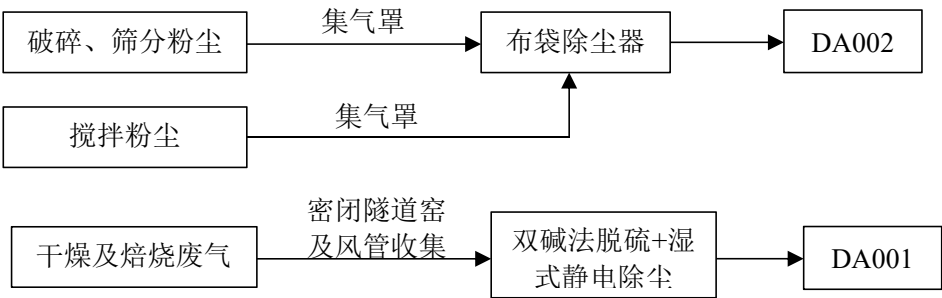 集气罩
破碎、筛分粉尘
布袋除尘器
DA002
集气罩
搅拌粉尘
密闭隧道窑
及风管收集
干燥及焙烧废气
双碱法脱硫+湿
式静电除尘
DA001